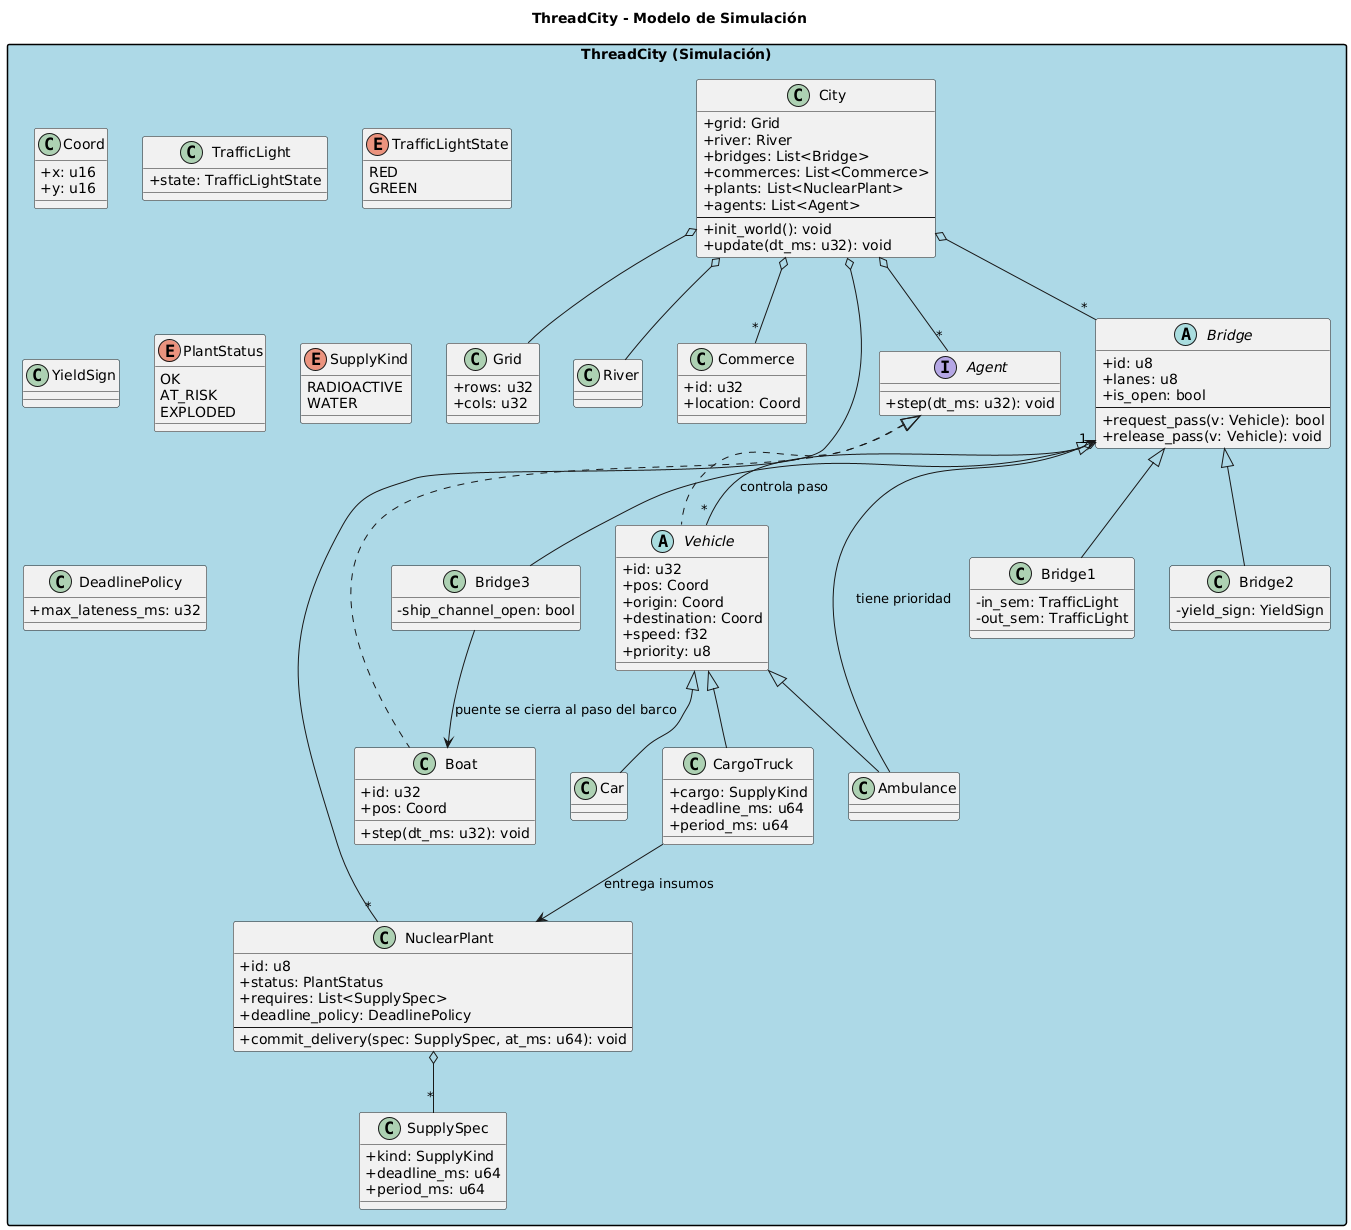 ThreadCity - Modelo de Simulación
ThreadCity (Simulación)
C City
+grid: Grid
+river: River
+bridges: List<Bridge>
+commerces: List<Commerce>
+plants: List<NuclearPlant>
+agents: List<Agent>
+init_world(): void
+update(dt_ms: u32): void
C Coord
+x: u16
+y: u16
C TrafficLight
+state: TrafficLightState
E TrafficLightState
RED
GREEN
C YieldSign
E PlantStatus
OK
AT_RISK
EXPLODED
E SupplyKind
RADIOACTIVE
WATER
C Grid
+rows: u32
+cols: u32
C River
*
C Commerce
+id: u32
+location: Coord
*
I Agent
+step(dt_ms: u32): void
*
A Bridge
+id: u8
+lanes: u8
+is_open: bool
+request_pass(v: Vehicle): bool
+release_pass(v: Vehicle): void
1
controla paso
*
C DeadlinePolicy
+max_lateness_ms: u32
C Bridge3
-ship_channel_open: bool
A Vehicle
+id: u32
+pos: Coord
+origin: Coord
+destination: Coord
+speed: f32
+priority: u8
tiene prioridad
C Bridge1
-in_sem: TrafficLight
-out_sem: TrafficLight
C Bridge2
-yield_sign: YieldSign
puente se cierra al paso del barco
C Boat
+id: u32
+pos: Coord
+step(dt_ms: u32): void
C Car
C CargoTruck
+cargo: SupplyKind
+deadline_ms: u64
+period_ms: u64
C Ambulance
entrega insumos
*
C NuclearPlant
+id: u8
+status: PlantStatus
+requires: List<SupplySpec>
+deadline_policy: DeadlinePolicy
+commit_delivery(spec: SupplySpec, at_ms: u64): void
*
C SupplySpec
+kind: SupplyKind
+deadline_ms: u64
+period_ms: u64